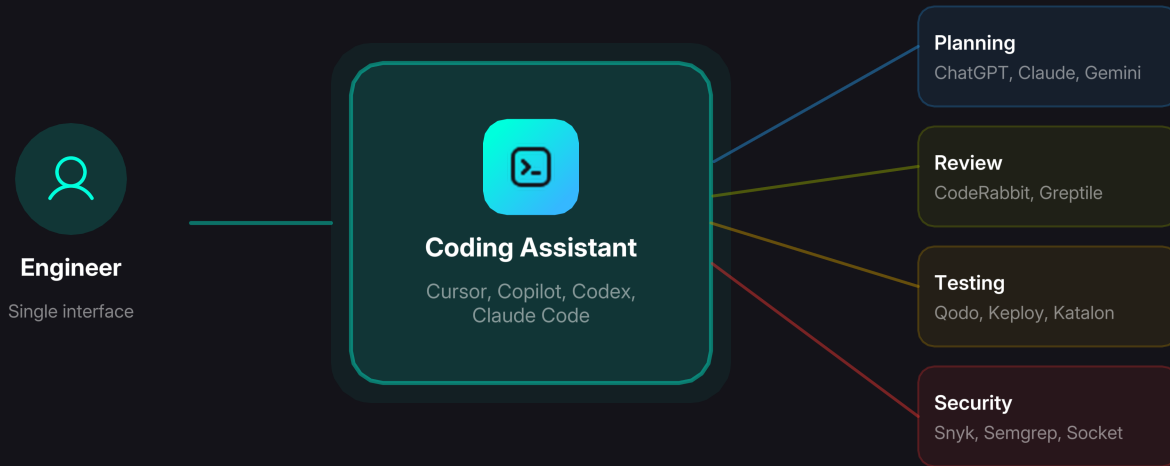 Engineer
Single interface
Coding Assistant
Cursor, Copilot, Codex,
Claude Code
Planning
ChatGPT, Claude, Gemini
Review
CodeRabbit, Greptile
Testing
Qodo, Keploy, Katalon
Security
Snyk, Semgrep, Socket